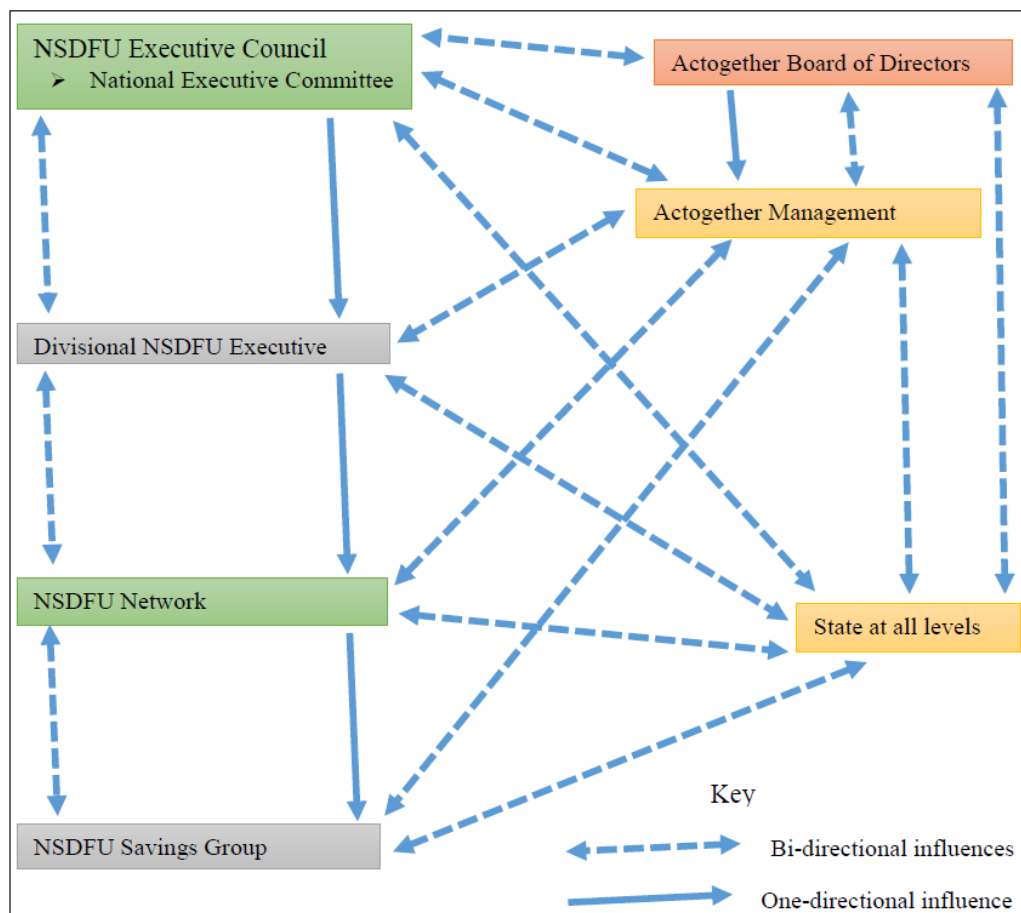 NSDFU Executive Council
➢ National Executive Committee
Actogether Board of Directors
Actogether Management
Divisional NSDFU Executive
NSDFU Network
State at all levels
NSDFU Savings Group
Key
Bi-directional influences
One-directional influence